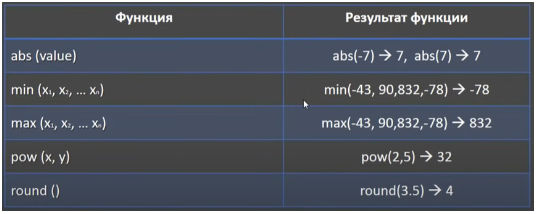 Функция Результат функции
abs (value) abs(-7) → 7, abs(7) → 7
min (x₁, x₂, ... xₙ) min(-43, 90,832,-78) → -78
max (x₁, x₂, ... xₙ) max(-43, 90,832,-78) → 832
pow (x, y) pow(2,5) → 32
round () round(3.5) → 4